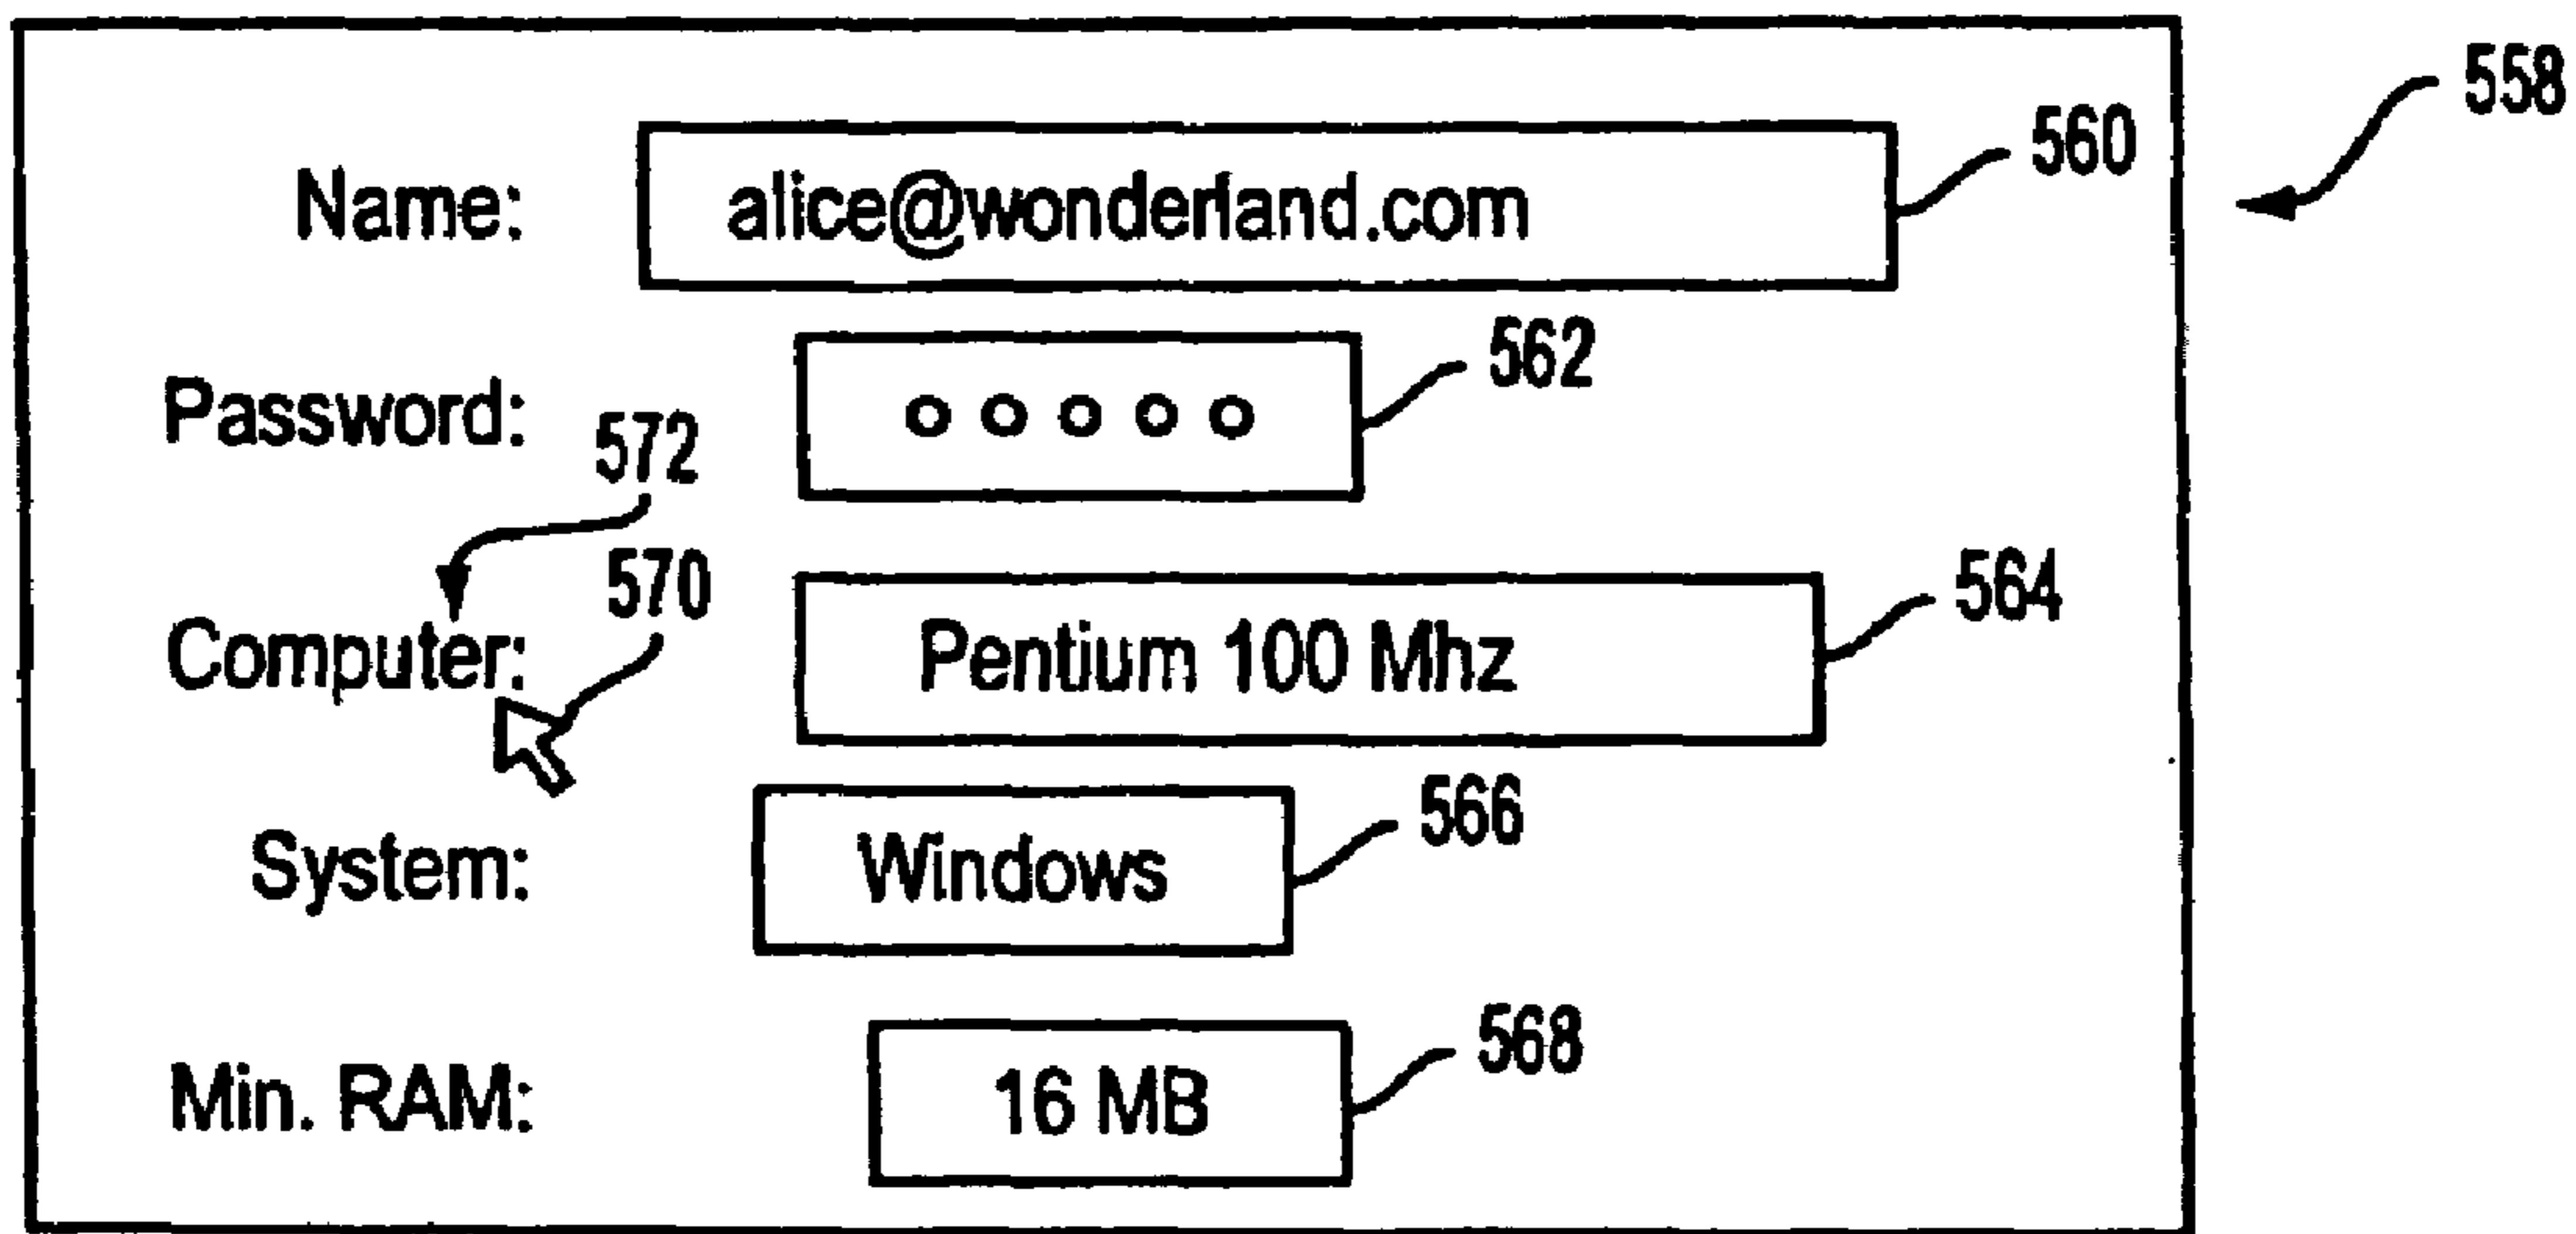 558
Name: alice@wonderland.com 560
Password: ooooo 562
572
570
Computer: Pentium 100 Mhz 564
System: Windows 566
Min. RAM: 16 MB 568